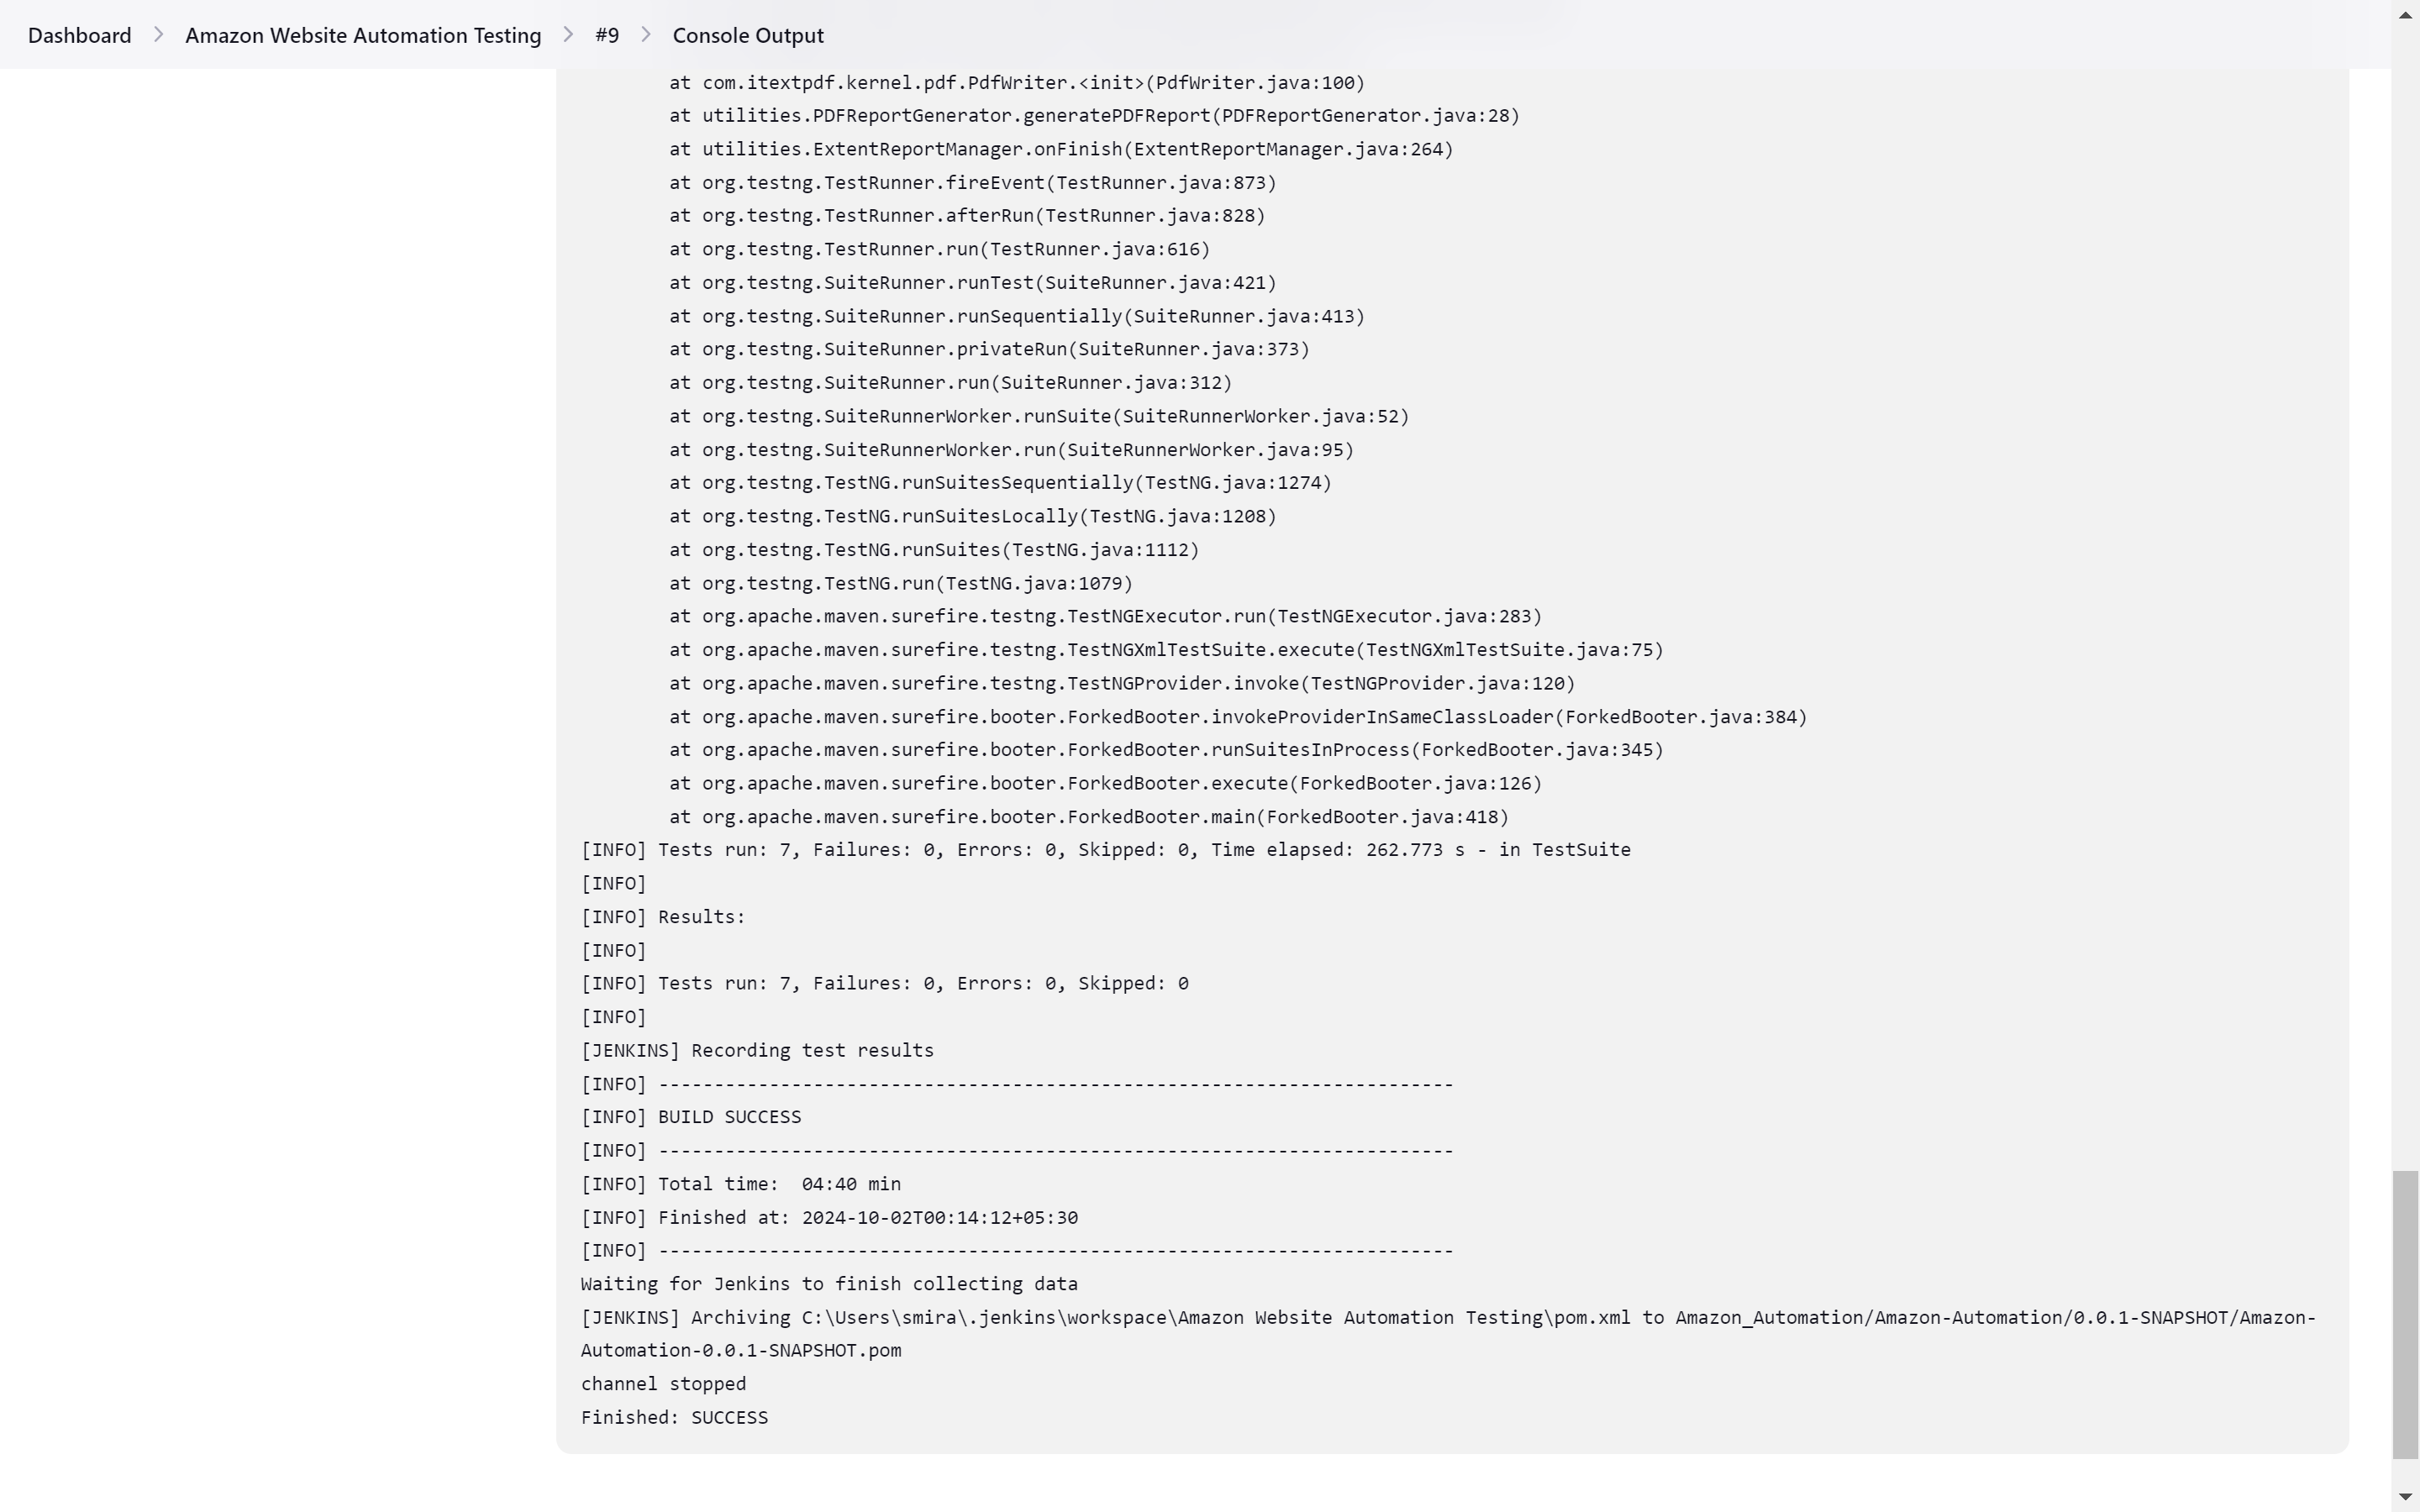 Dashboard > Amazon Website Automation Testing > #9 > Console Output
at com.itextpdf.kernel.pdf.PdfWriter.<init>(PdfWriter.java:100)
at utilities.PDFReportGenerator.generatePDFReport(PDFReportGenerator.java:28)
at utilities.ExtentReportManager.onFinish(ExtentReportManager.java:264)
at org.testng.TestRunner.fireEvent(TestRunner.java:873)
at org.testng.TestRunner.afterRun(TestRunner.java:828)
at org.testng.TestRunner.run(TestRunner.java:616)
at org.testng.SuiteRunner.runTest(SuiteRunner.java:421)
at org.testng.SuiteRunner.runSequentially(SuiteRunner.java:413)
at org.testng.SuiteRunner.privateRun(SuiteRunner.java:373)
at org.testng.SuiteRunner.run(SuiteRunner.java:312)
at org.testng.SuiteRunnerWorker.runSuite(SuiteRunnerWorker.java:52)
at org.testng.SuiteRunnerWorker.run(SuiteRunnerWorker.java:95)
at org.testng.TestNG.runSuitesSequentially(TestNG.java:1274)
at org.testng.TestNG.runSuitesLocally(TestNG.java:1208)
at org.testng.TestNG.runSuites(TestNG.java:1112)
at org.testng.TestNG.run(TestNG.java:1079)
at org.apache.maven.surefire.testng.TestNGExecutor.run(TestNGExecutor.java:283)
at org.apache.maven.surefire.testng.TestNGXmlTestSuite.execute(TestNGXmlTestSuite.java:75)
at org.apache.maven.surefire.testng.TestNGProvider.invoke(TestNGProvider.java:120)
at org.apache.maven.surefire.booter.ForkedBooter.invokeProviderInSameClassLoader(ForkedBooter.java:384)
at org.apache.maven.surefire.booter.ForkedBooter.runSuitesInProcess(ForkedBooter.java:345)
at org.apache.maven.surefire.booter.ForkedBooter.execute(ForkedBooter.java:126)
at org.apache.maven.surefire.booter.ForkedBooter.main(ForkedBooter.java:418)
[INFO] Tests run: 7, Failures: 0, Errors: 0, Skipped: 0, Time elapsed: 262.773 s - in TestSuite
[INFO]
[INFO] Results:
[INFO]
[INFO] Tests run: 7, Failures: 0, Errors: 0, Skipped: 0
[INFO]
[JENKINS] Recording test results
[INFO] ------------------------------------------------------------------------
[INFO] BUILD SUCCESS
[INFO] ------------------------------------------------------------------------
[INFO] Total time:  04:40 min
[INFO] Finished at: 2024-10-02T00:14:12+05:30
[INFO] ------------------------------------------------------------------------
Waiting for Jenkins to finish collecting data
[JENKINS] Archiving C:\Users\smira\.jenkins\workspace\Amazon Website Automation Testing\pom.xml to Amazon_Automation/Amazon-Automation/0.0.1-SNAPSHOT/Amazon-
Automation-0.0.1-SNAPSHOT.pom
channel stopped
Finished: SUCCESS